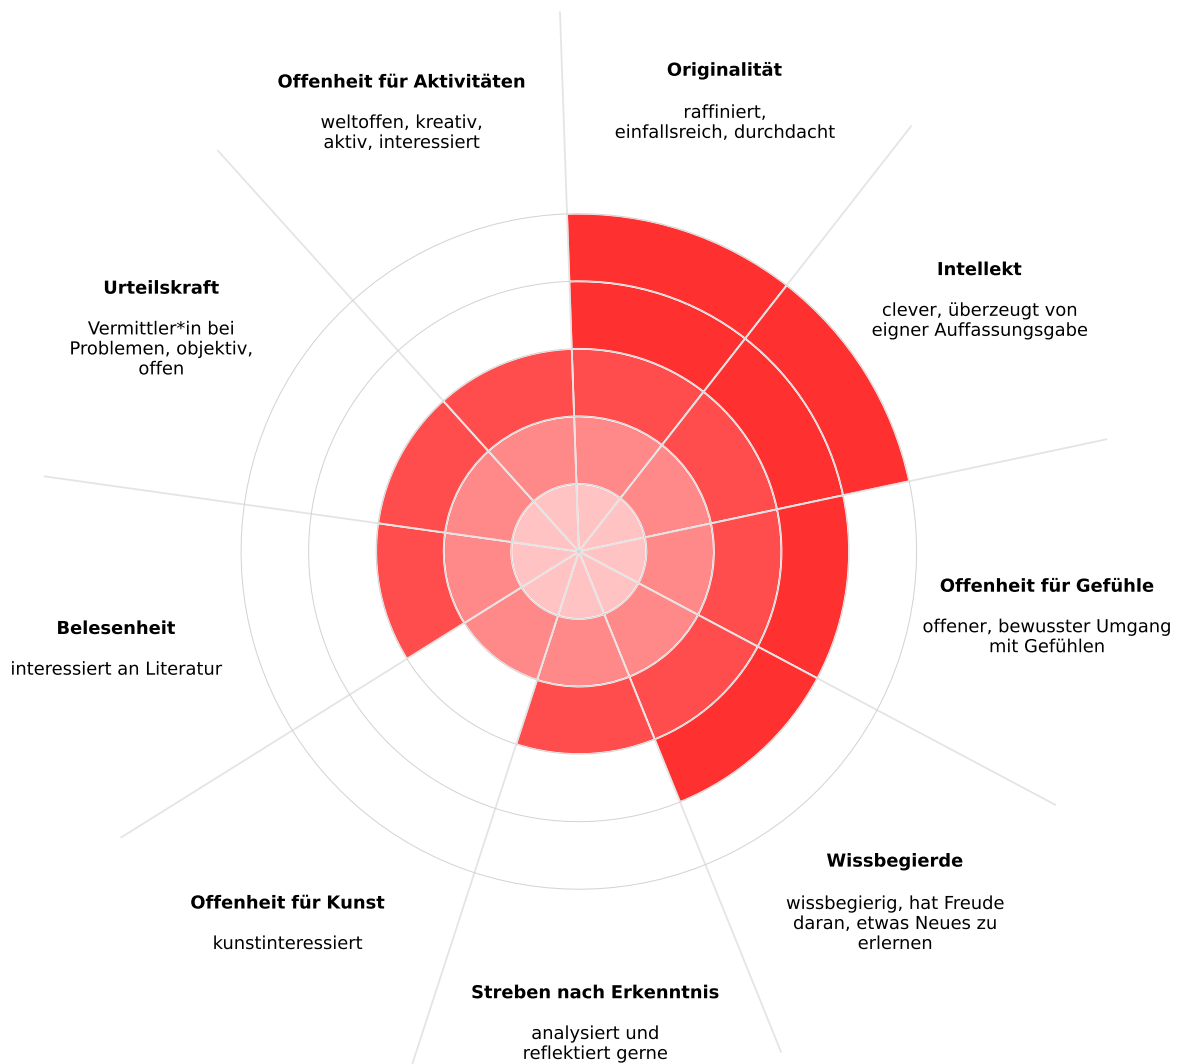 Originalität
raffiniert,
einfallsreich, durchdacht
Intellekt
clever, überzeugt von
eigner Auffassungsgabe
Offenheit für Gefühle
offener, bewusster Umgang
mit Gefühlen
Wissbegierde
wissbegierig, hat Freude
daran, etwas Neues zu
erlernen
Streben nach Erkenntnis
analysiert und
reflektiert gerne
Offenheit für Kunst
kunstinteressiert
Belesenheit
interessiert an Literatur
Urteilskraft
Vermittler*in bei
Problemen, objektiv,
offen
Offenheit für Aktivitäten
weltoffen, kreativ,
aktiv, interessiert